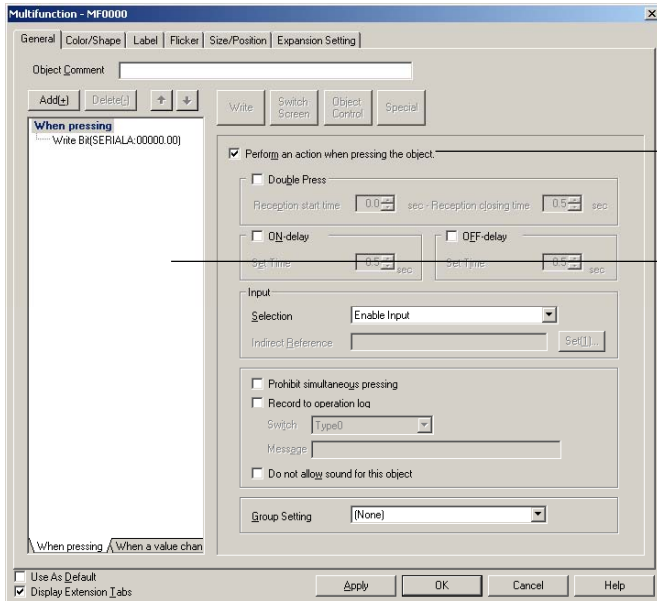 Multifunction - MF0000
General Color/Shape Label Flicker Size/Position Expansion Setting
Object Comment
Add(+) Delete(-) Write Switch Screen Object Control Special
When pressing
Write Bit(SERIALA:00000.00)
Perform an action when pressing the object.
Double Press
Reception start time 0.0 sec - Reception closing time 0.5 sec
ON-delay OFF-delay
Set Time 0.5 sec Set Time 0.5 sec
Input
Selection Enable Input
Indirect Reference Set[1]...
Prohibit simultaneous pressing
Record to operation log
Switch Type0
Message
Do not allow sound for this object
Group Setting (None)
When pressing When a value chan
Use As Default
Display Extension Tabs
Apply OK Cancel Help